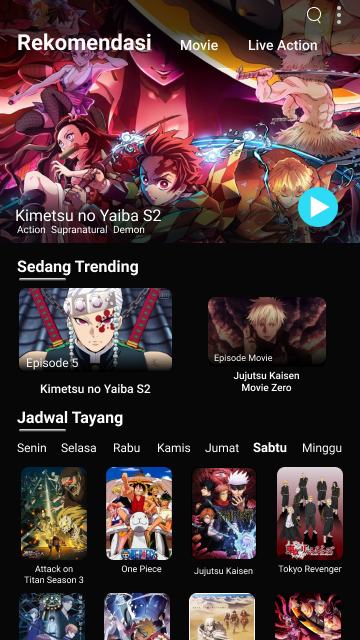 Rekomendasi Movie Live Action
Kimetsu no Yaiba S2
Action Supranatural Demon
Sedang Trending
Episode 5
Episode Movie
Kimetsu no Yaiba S2
Jujutsu Kaisen
Movie Zero
Jadwal Tayang
Senin Selasa Rabu Kamis Jumat Sabtu Minggu
Attack on
Titan Season 3
One Piece
Jujutsu Kaisen
Tokyo Revenger